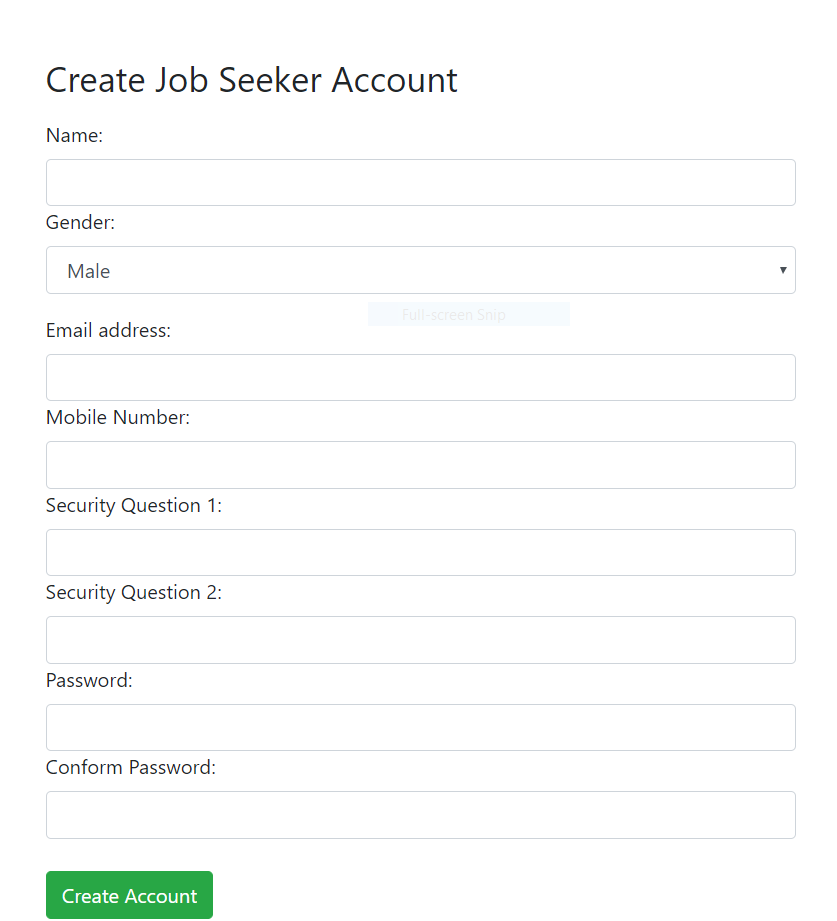 Create Job Seeker Account
Name:
Gender:
Male
Full-screen Snip
Email address:
Mobile Number:
Security Question 1:
Security Question 2:
Password:
Conform Password:
Create Account